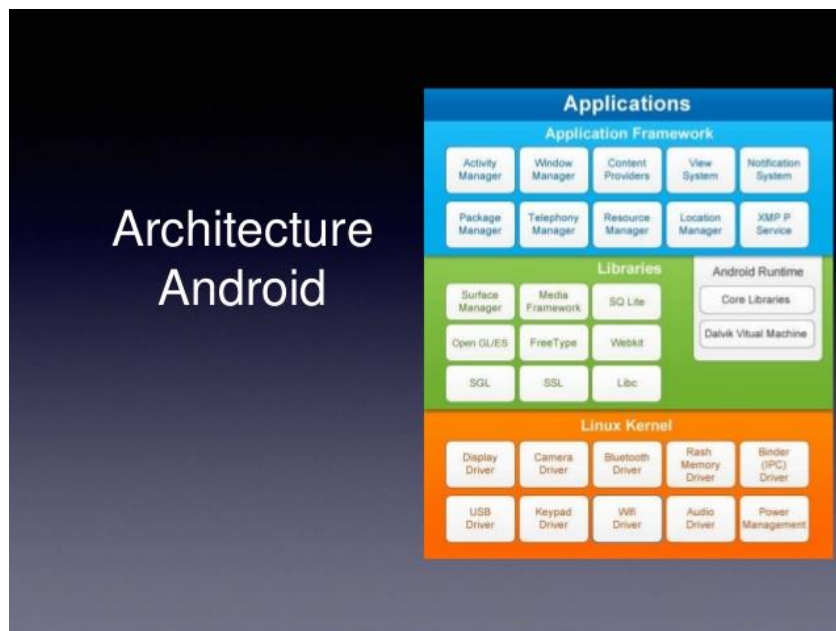 Architecture
Android
Applications
Application Framework
Activity
Manager
Window
Manager
Content
Providers
View
System
Notification
System
Package
Manager
Telephony
Manager
Resource
Manager
Location
Manager
XMP P
Service
Libraries
Surface
Manager
Media
Framework
SQ Lite
Open GL/ES
FreeType
Webkit
SGL
SSL
Libc
Android Runtime
Core Libraries
Dalvik Vitual Machine
Linux Kernel
Display
Driver
Camera
Driver
Bluetooth
Driver
Rash
Memory
Driver
Binder
(IPC)
Driver
USB
Driver
Keypad
Driver
Wifi
Driver
Audio
Driver
Power
Management